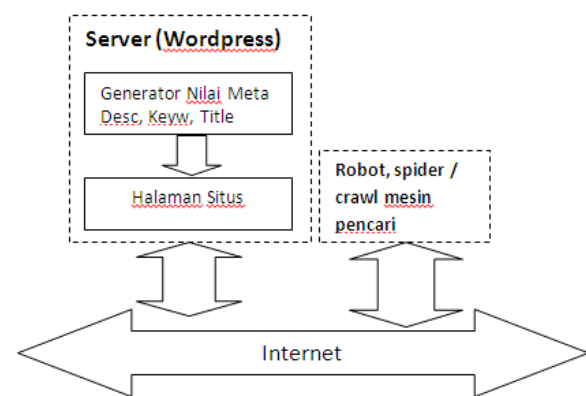 Server (Wordpress)
Generator Nilai Meta
Desc, Keyw, Title
Halaman Situs
Robot, spider /
crawl mesin
pencari
Internet